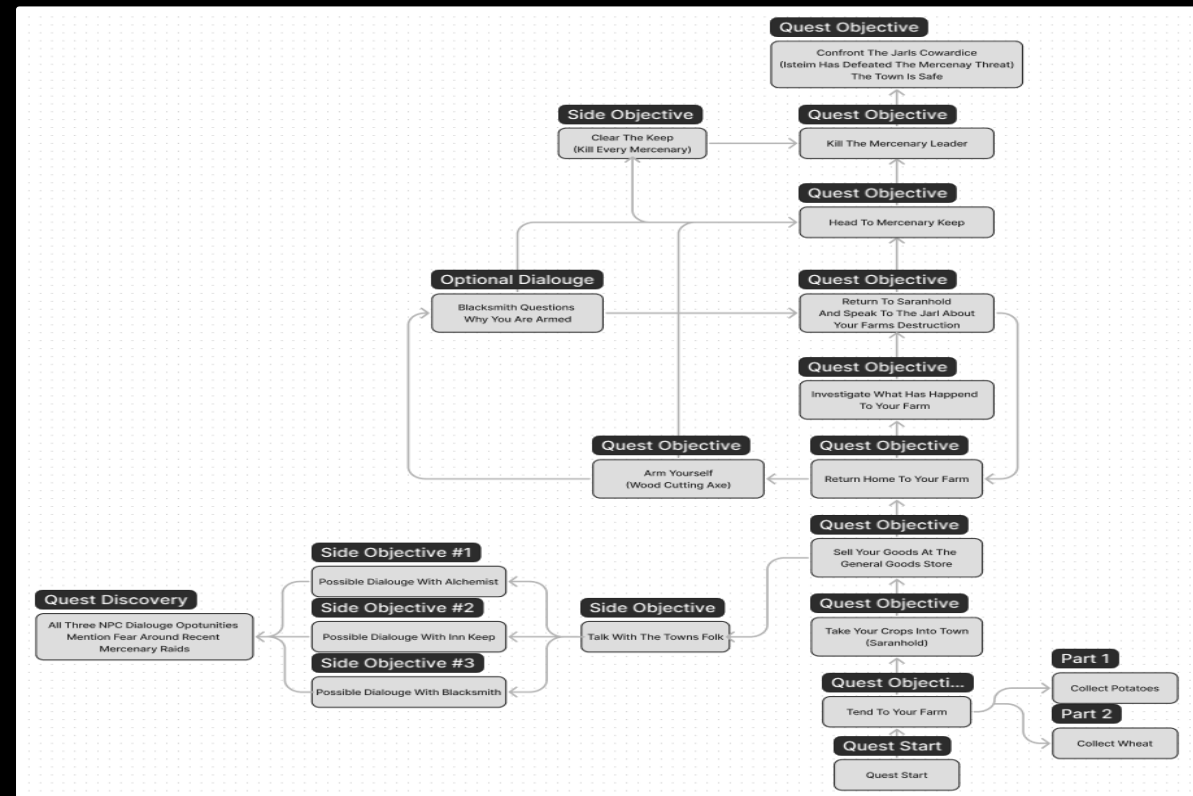 Quest Objective
Confront The Jarls Cowardice
(Isteim Has Defeated The Mercenay Threat)
The Town Is Safe
Side Objective
Clear The Keep
(Kill Every Mercenary)
Quest Objective
Kill The Mercenary Leader
Quest Objective
Head To Mercenary Keep
Optional Dialouge
Blacksmith Questions
Why You Are Armed
Quest Objective
Return To Saranhold
And Speak To The Jarl About
Your Farms Destruction
Quest Objective
Investigate What Has Happend
To Your Farm
Quest Objective
Arm Yourself
(Wood Cutting Axe)
Quest Objective
Return Home To Your Farm
Quest Objective
Sell Your Goods At The
General Goods Store
Side Objective #1
Possible Dialouge With Alchemist
Quest Discovery
All Three NPC Dialouge Opotunities
Mention Fear Around Recent
Mercenary Raids
Side Objective #2
Possible Dialouge With Inn Keep
Side Objective #3
Possible Dialouge With Blacksmith
Side Objective
Talk With The Towns Folk
Quest Objective
Take Your Crops Into Town
(Saranhold)
Quest Objecti...
Tend To Your Farm
Part 1
Collect Potatoes
Part 2
Collect Wheat
Quest Start
Quest Start